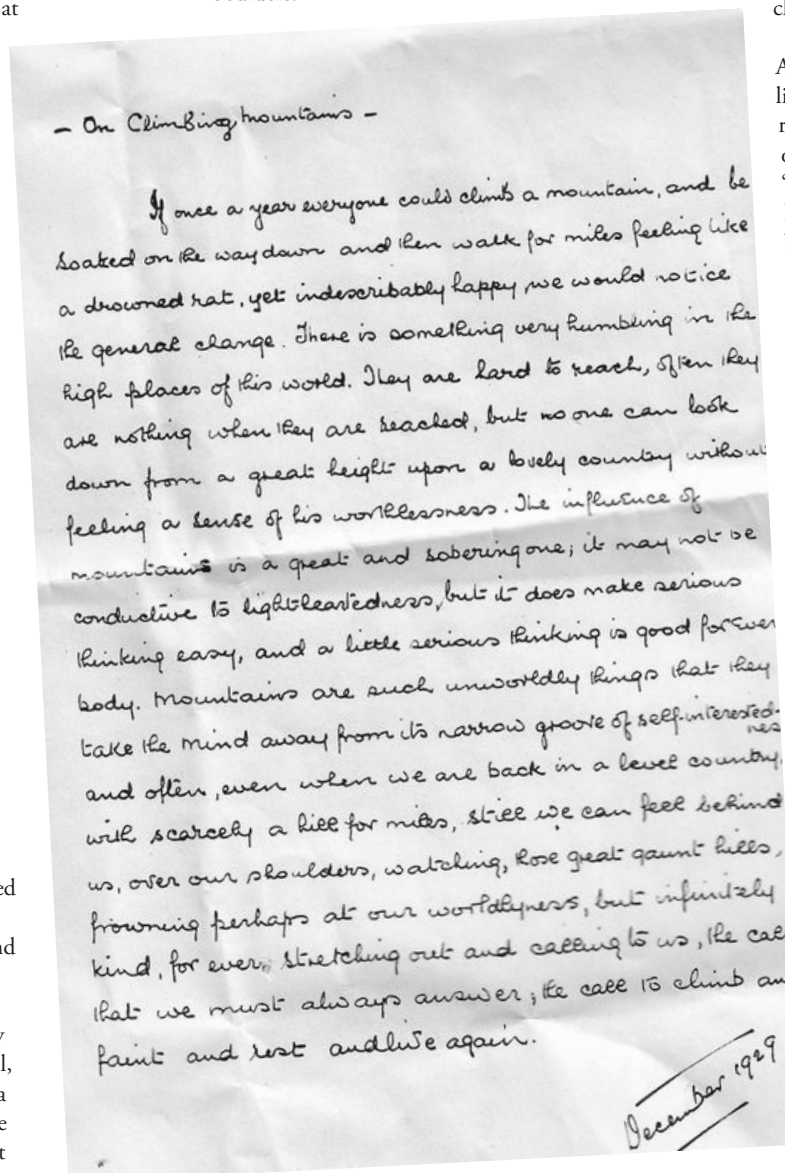 at
- On Climbing Mountains -
If once a year everyone could climb a mountain, and be
soaked on the way down and then walk for miles feeling like
a drowned rat, yet indescribably happy, we would notice
the general change. There is something very humbling in the
high places of this world. They are hard to reach, often they
are nothing when they are reached, but no one can look
down from a great height upon a lovely country without
feeling a sense of his worthlessness. The influence of
mountains is a great and sobering one; it may not be
conductive to lightheartedness, but it does make serious
thinking easy, and a little serious thinking is good for ever
body. Mountains are such unworldly things that they
take the mind away from its narrow groove of self-interested-
nes
and often, even when we are back in a level country,
with scarcely a hill for miles, still we can feel behind
us, over our shoulders, watching, those great gaunt hills,
frowning perhaps at our worldlyness, but infinitely
kind, for ever, stretching out and calling to us, the cal
that we must always answer; the call to climb an
faint and rest and live again.
December 1929